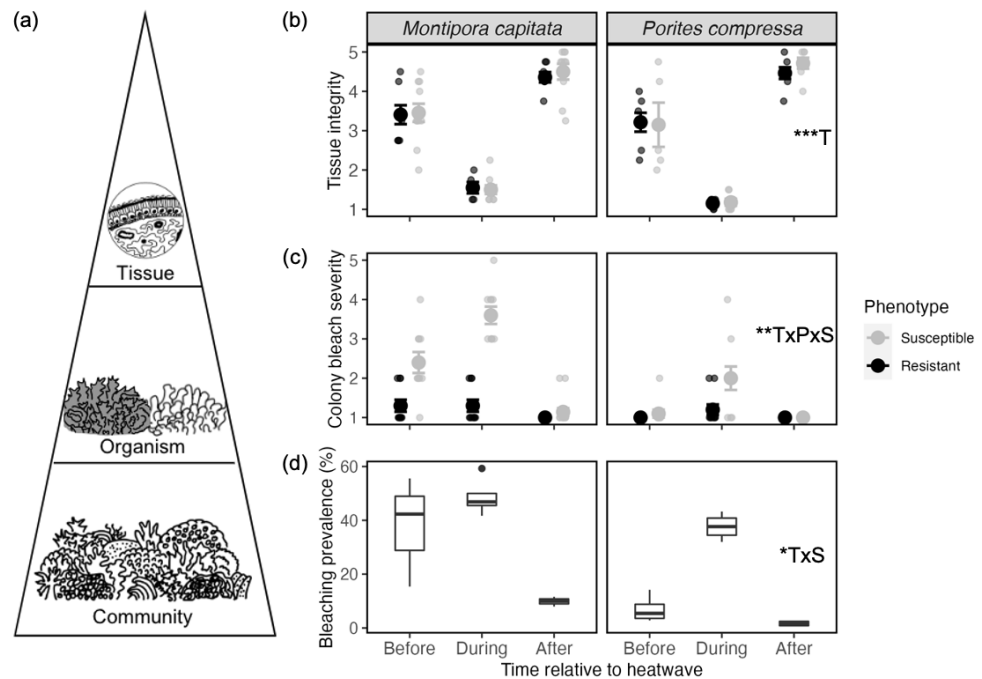 (a)
Tissue
Organism
Community
(b)
Montipora capitata
Porites compressa
Tissue integrity
5
4
3
2
1
***T
(c)
Colony bleach severity
5
4
3
2
1
**TxPxS
Phenotype
Susceptible
Resistant
(d)
Bleaching prevalence (%)
60
40
20
0
*TxS
Before During After Before During After
Time relative to heatwave